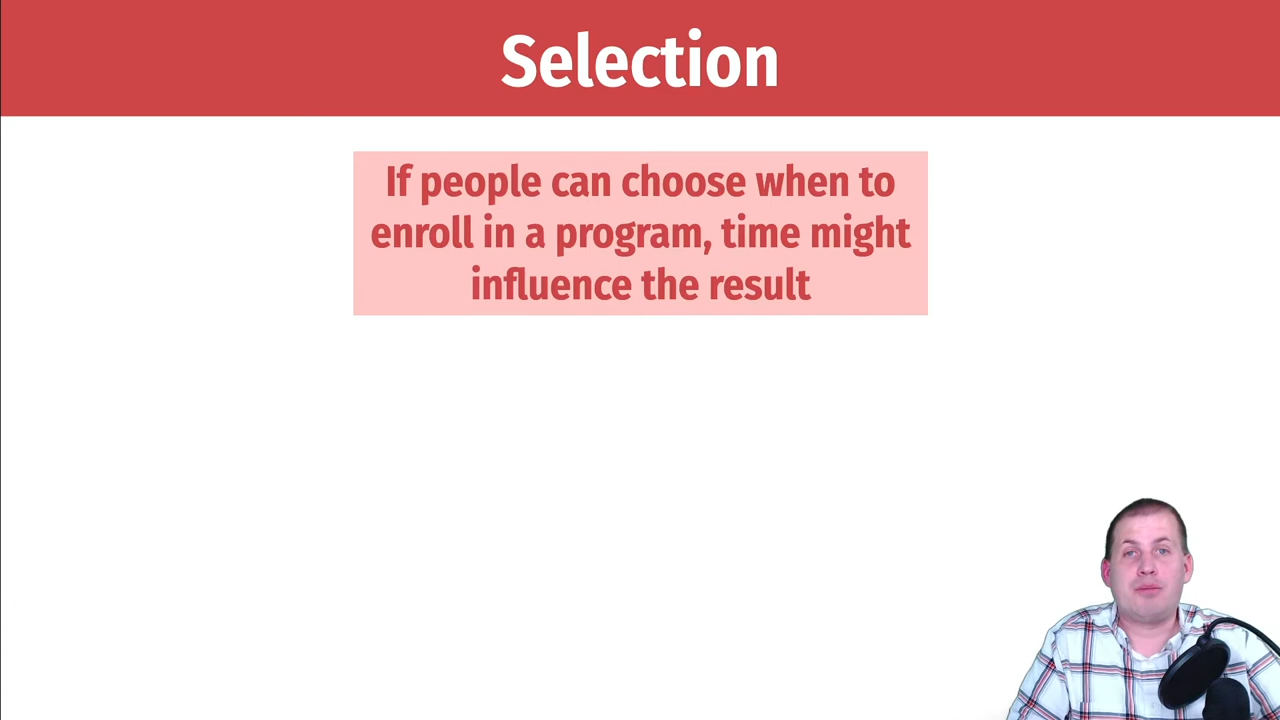 Selection
If people can choose when to
enroll in a program, time might
influence the result